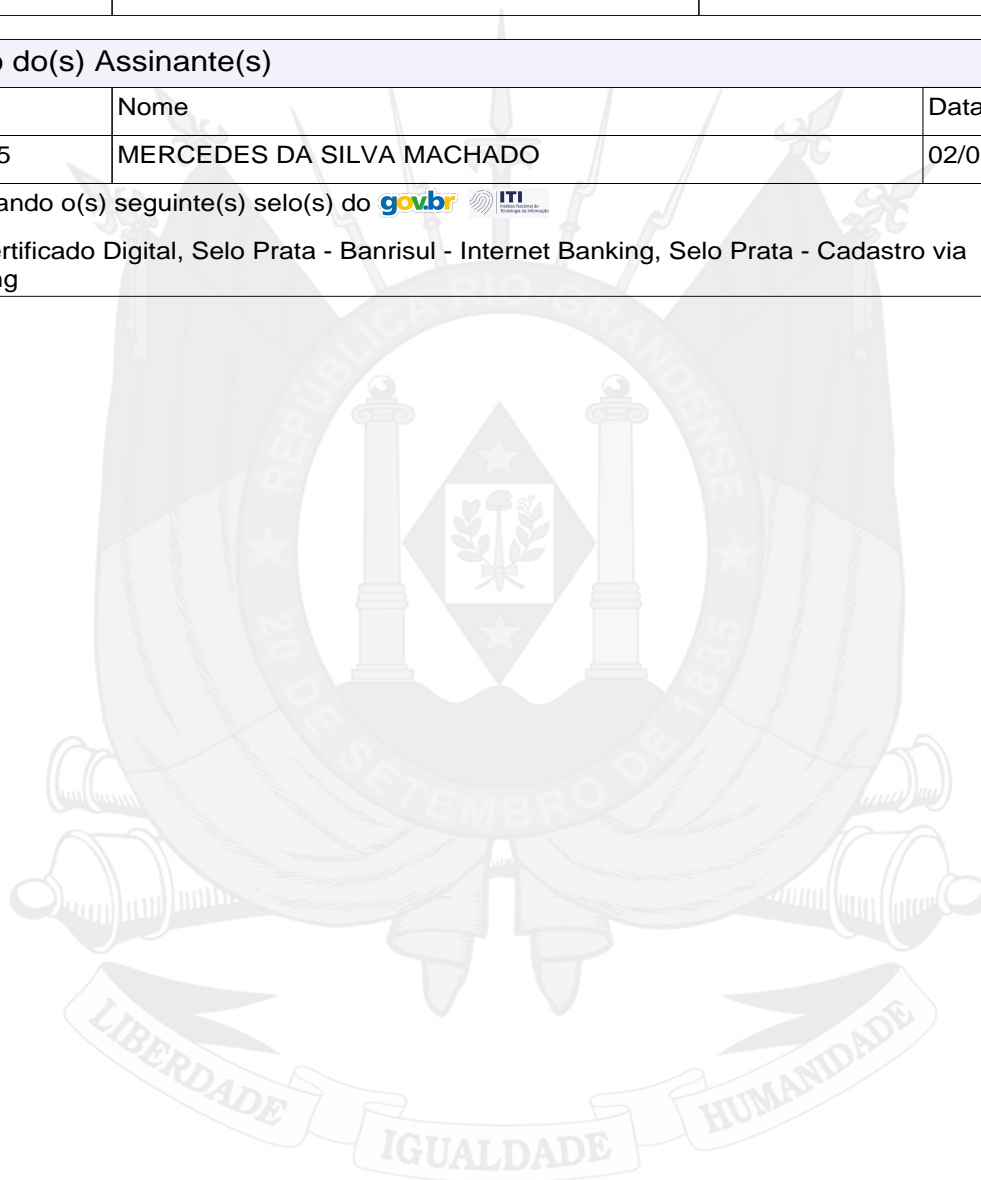 o do(s) Assinante(s)
Nome Data
5 MERCEDES DA SILVA MACHADO 02/0
ando o(s) seguinte(s) selo(s) do gov.br ITI
ertificado Digital, Selo Prata - Banrisul - Internet Banking, Selo Prata - Cadastro via
ng
REPÚBLICA RIO GRANDENSE
20 DE SETEMBRO DE 1835
LIBERDADE IGUALDADE HUMANIDADE